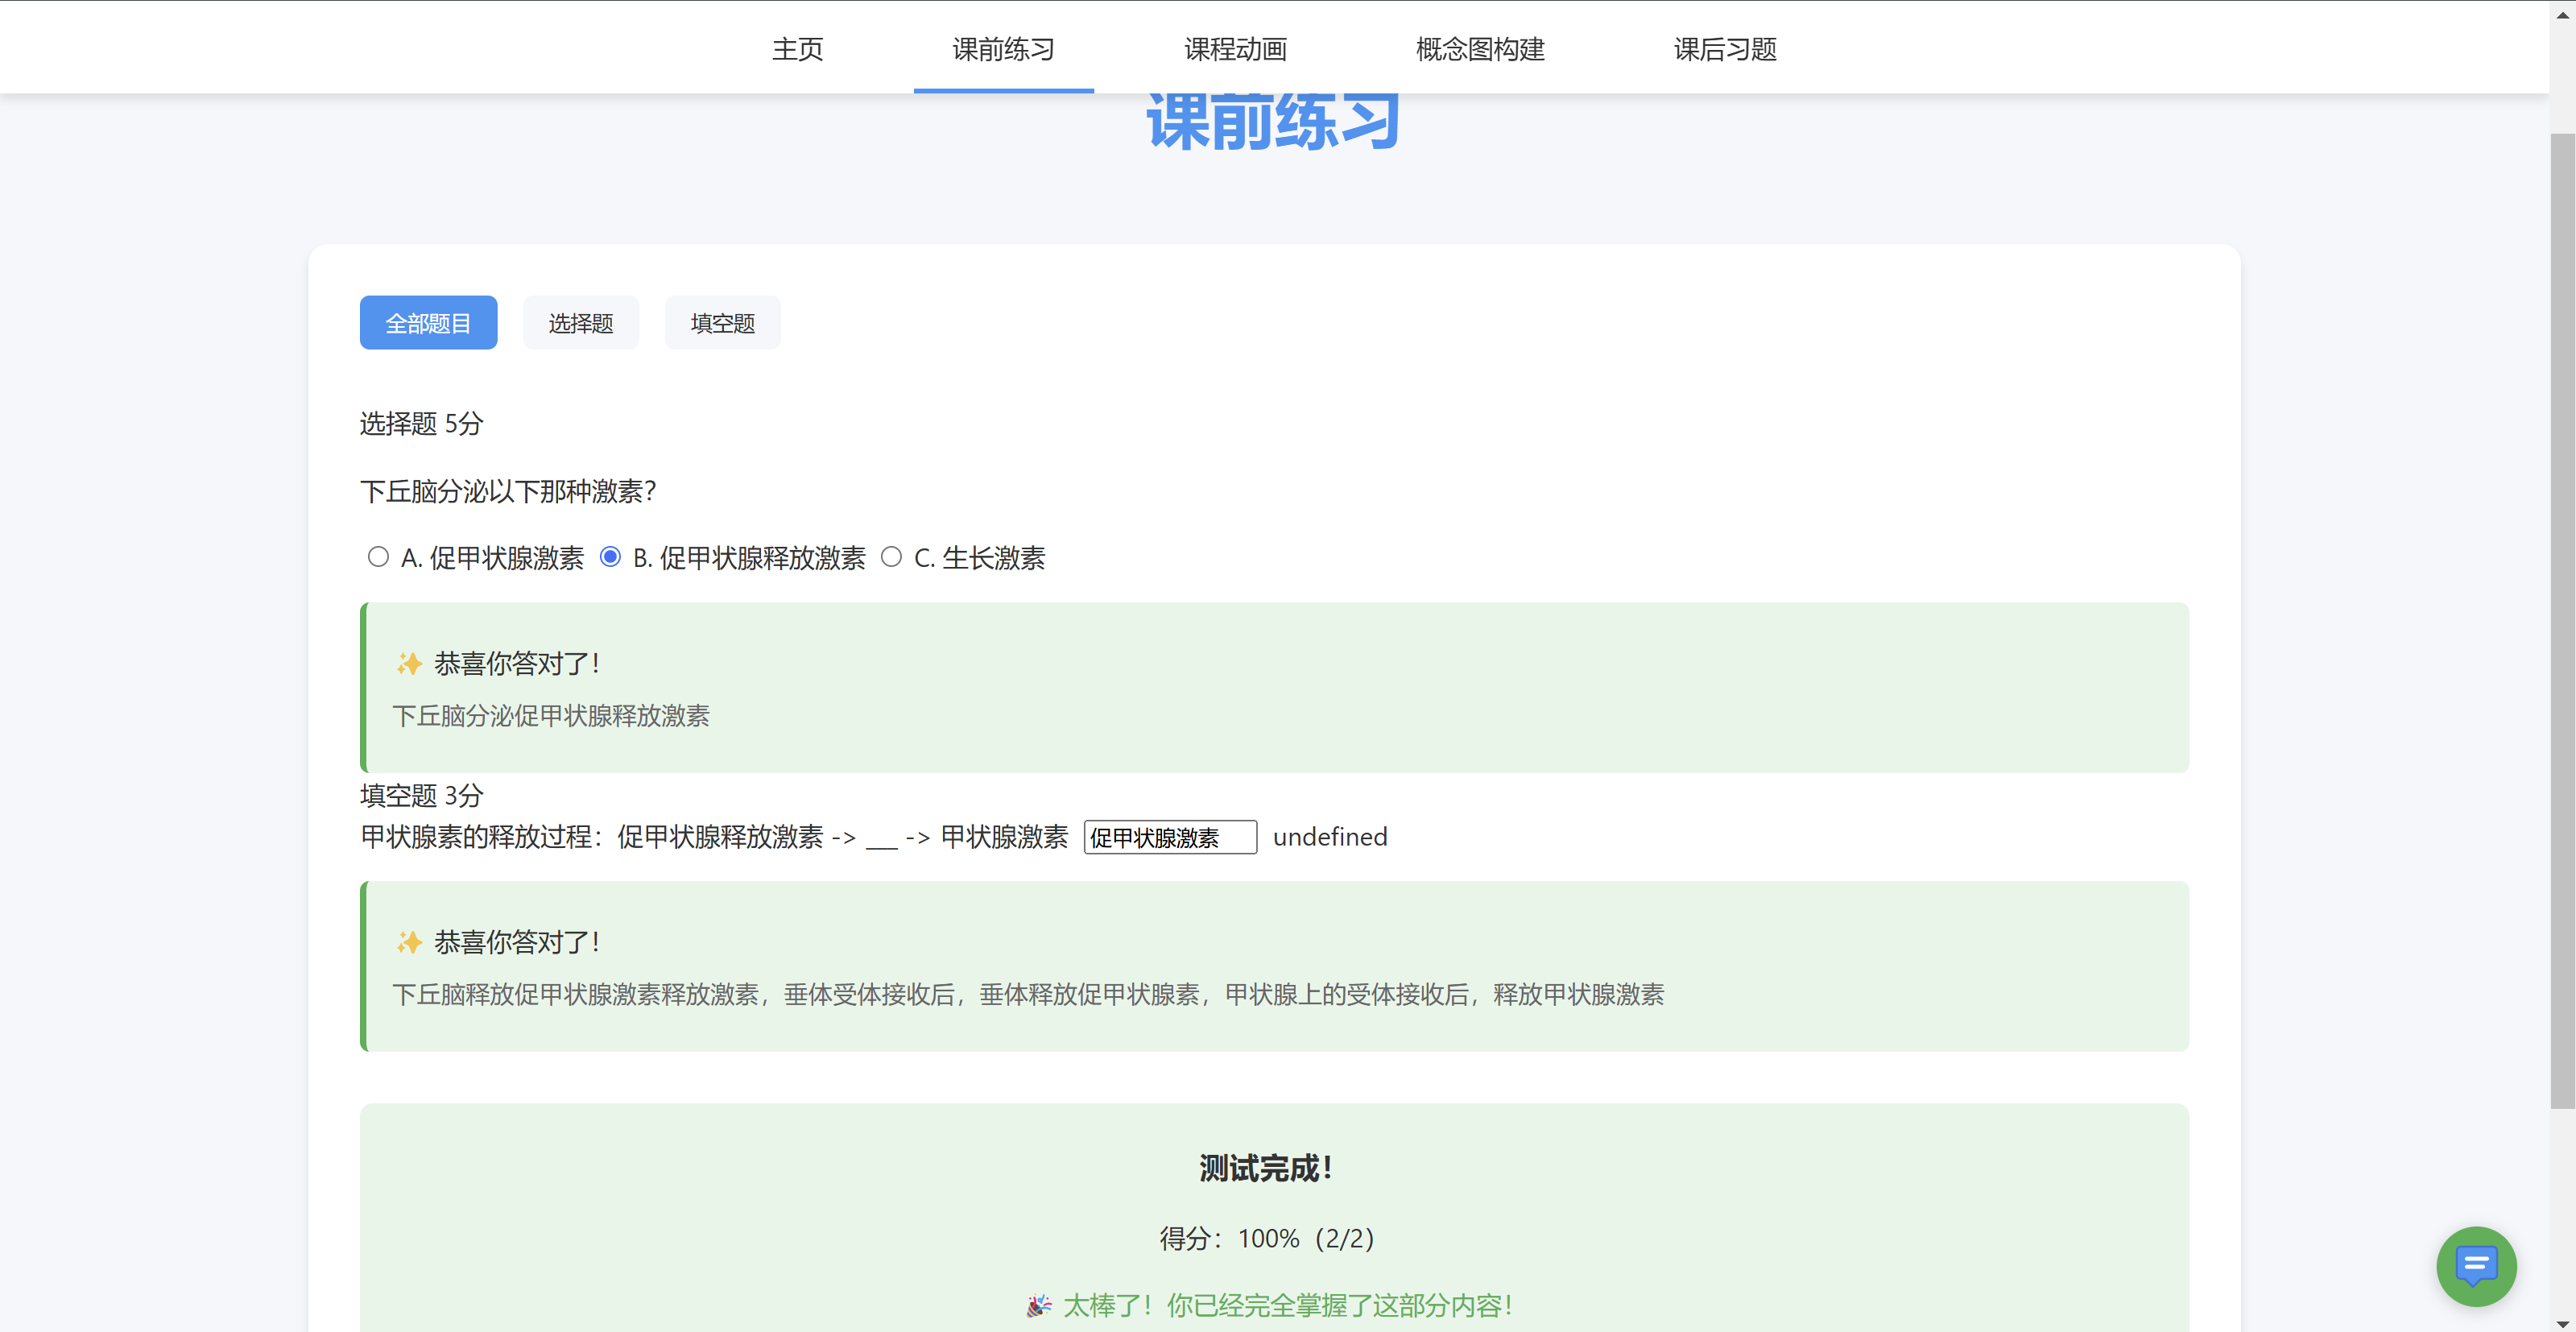 主页 课前练习 课程动画 概念图构建 课后习题
课前练习
全部题目 选择题 填空题
选择题 5分
下丘脑分泌以下那种激素？
A. 促甲状腺激素 B. 促甲状腺释放激素 C. 生长激素
✨ 恭喜你答对了！
下丘脑分泌促甲状腺释放激素
填空题 3分
甲状腺素的释放过程：促甲状腺释放激素 -> ___ -> 甲状腺激素 促甲状腺激素 undefined
✨ 恭喜你答对了！
下丘脑释放促甲状腺激素释放激素，垂体受体接收后，垂体释放促甲状腺素，甲状腺上的受体接收后，释放甲状腺激素
测试完成！
得分：100%（2/2）
🎉 太棒了！你已经完全掌握了这部分内容！